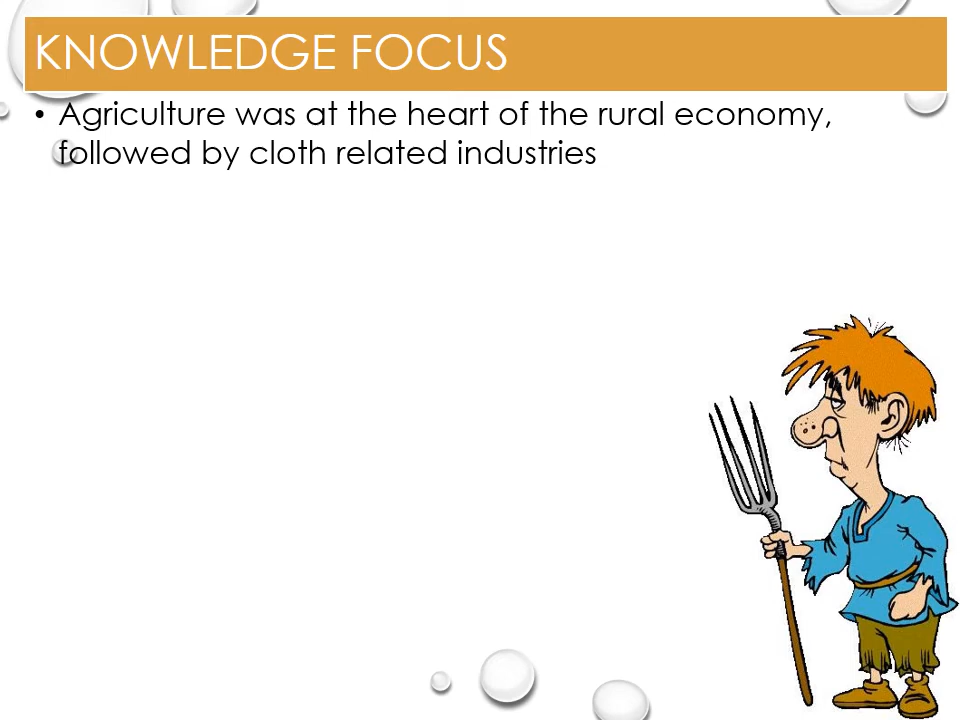 KNOWLEDGE FOCUS
• Agriculture was at the heart of the rural economy,
followed by cloth related industries